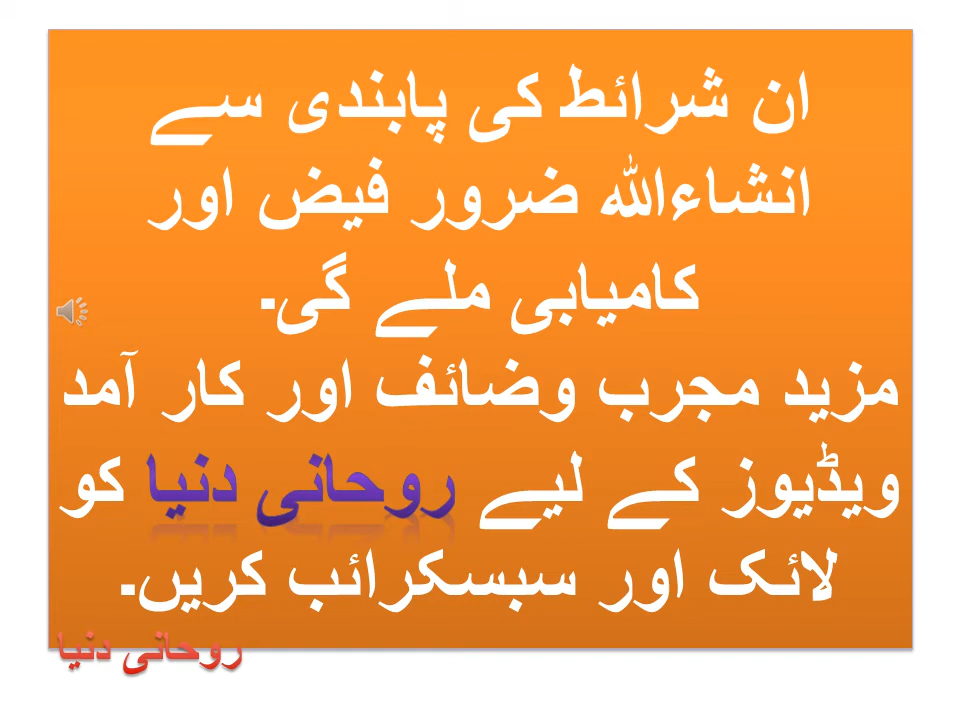 ان شرائط کی پابندی سے
انشاءاللہ ضرور فیض اور
کامیابی ملے گی۔
مزید مجرب وضائف اور کار آمد
ویڈیوز کے لیے روحانی دنیا کو
لائک اور سبسکرائب کریں۔
روحانی دنیا